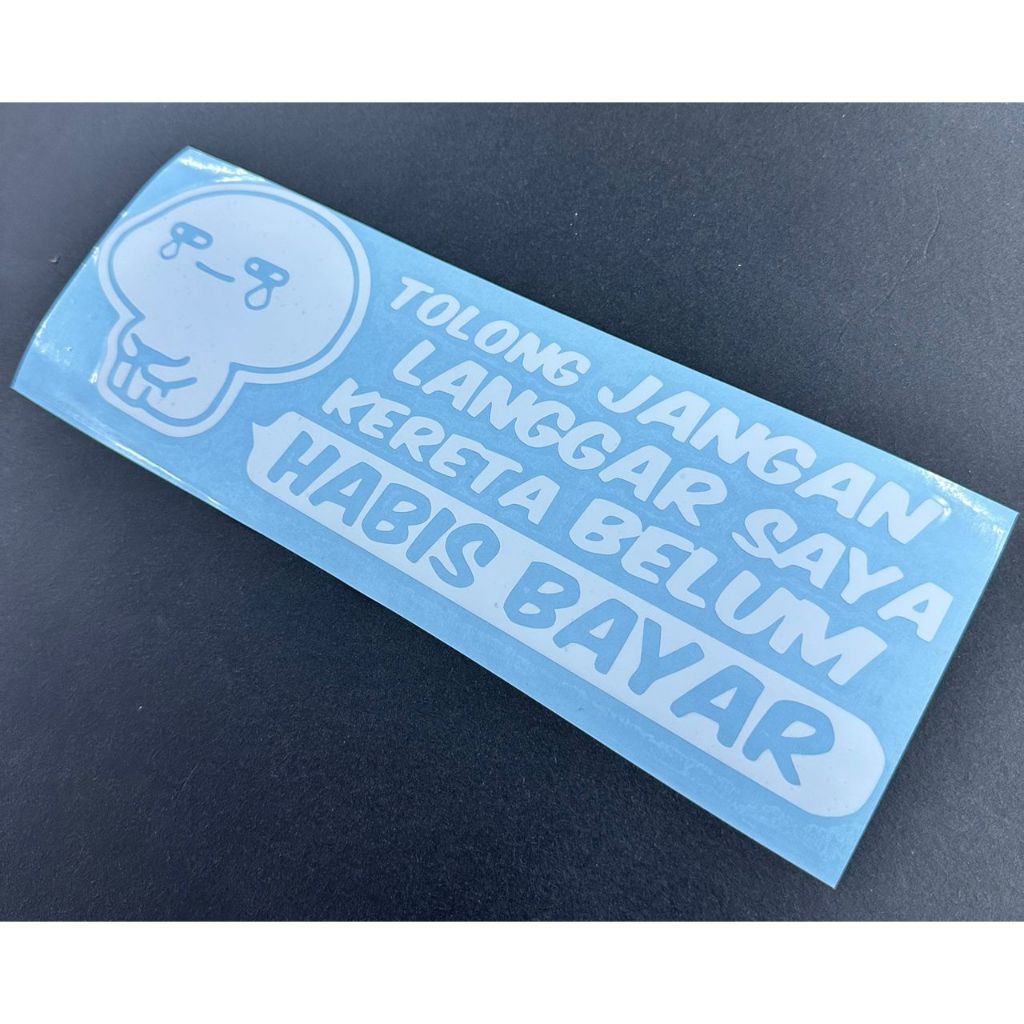 TOLONG JANGAN
LANGGAR SAYA
KERETA BELUM
HABIS BAYAR